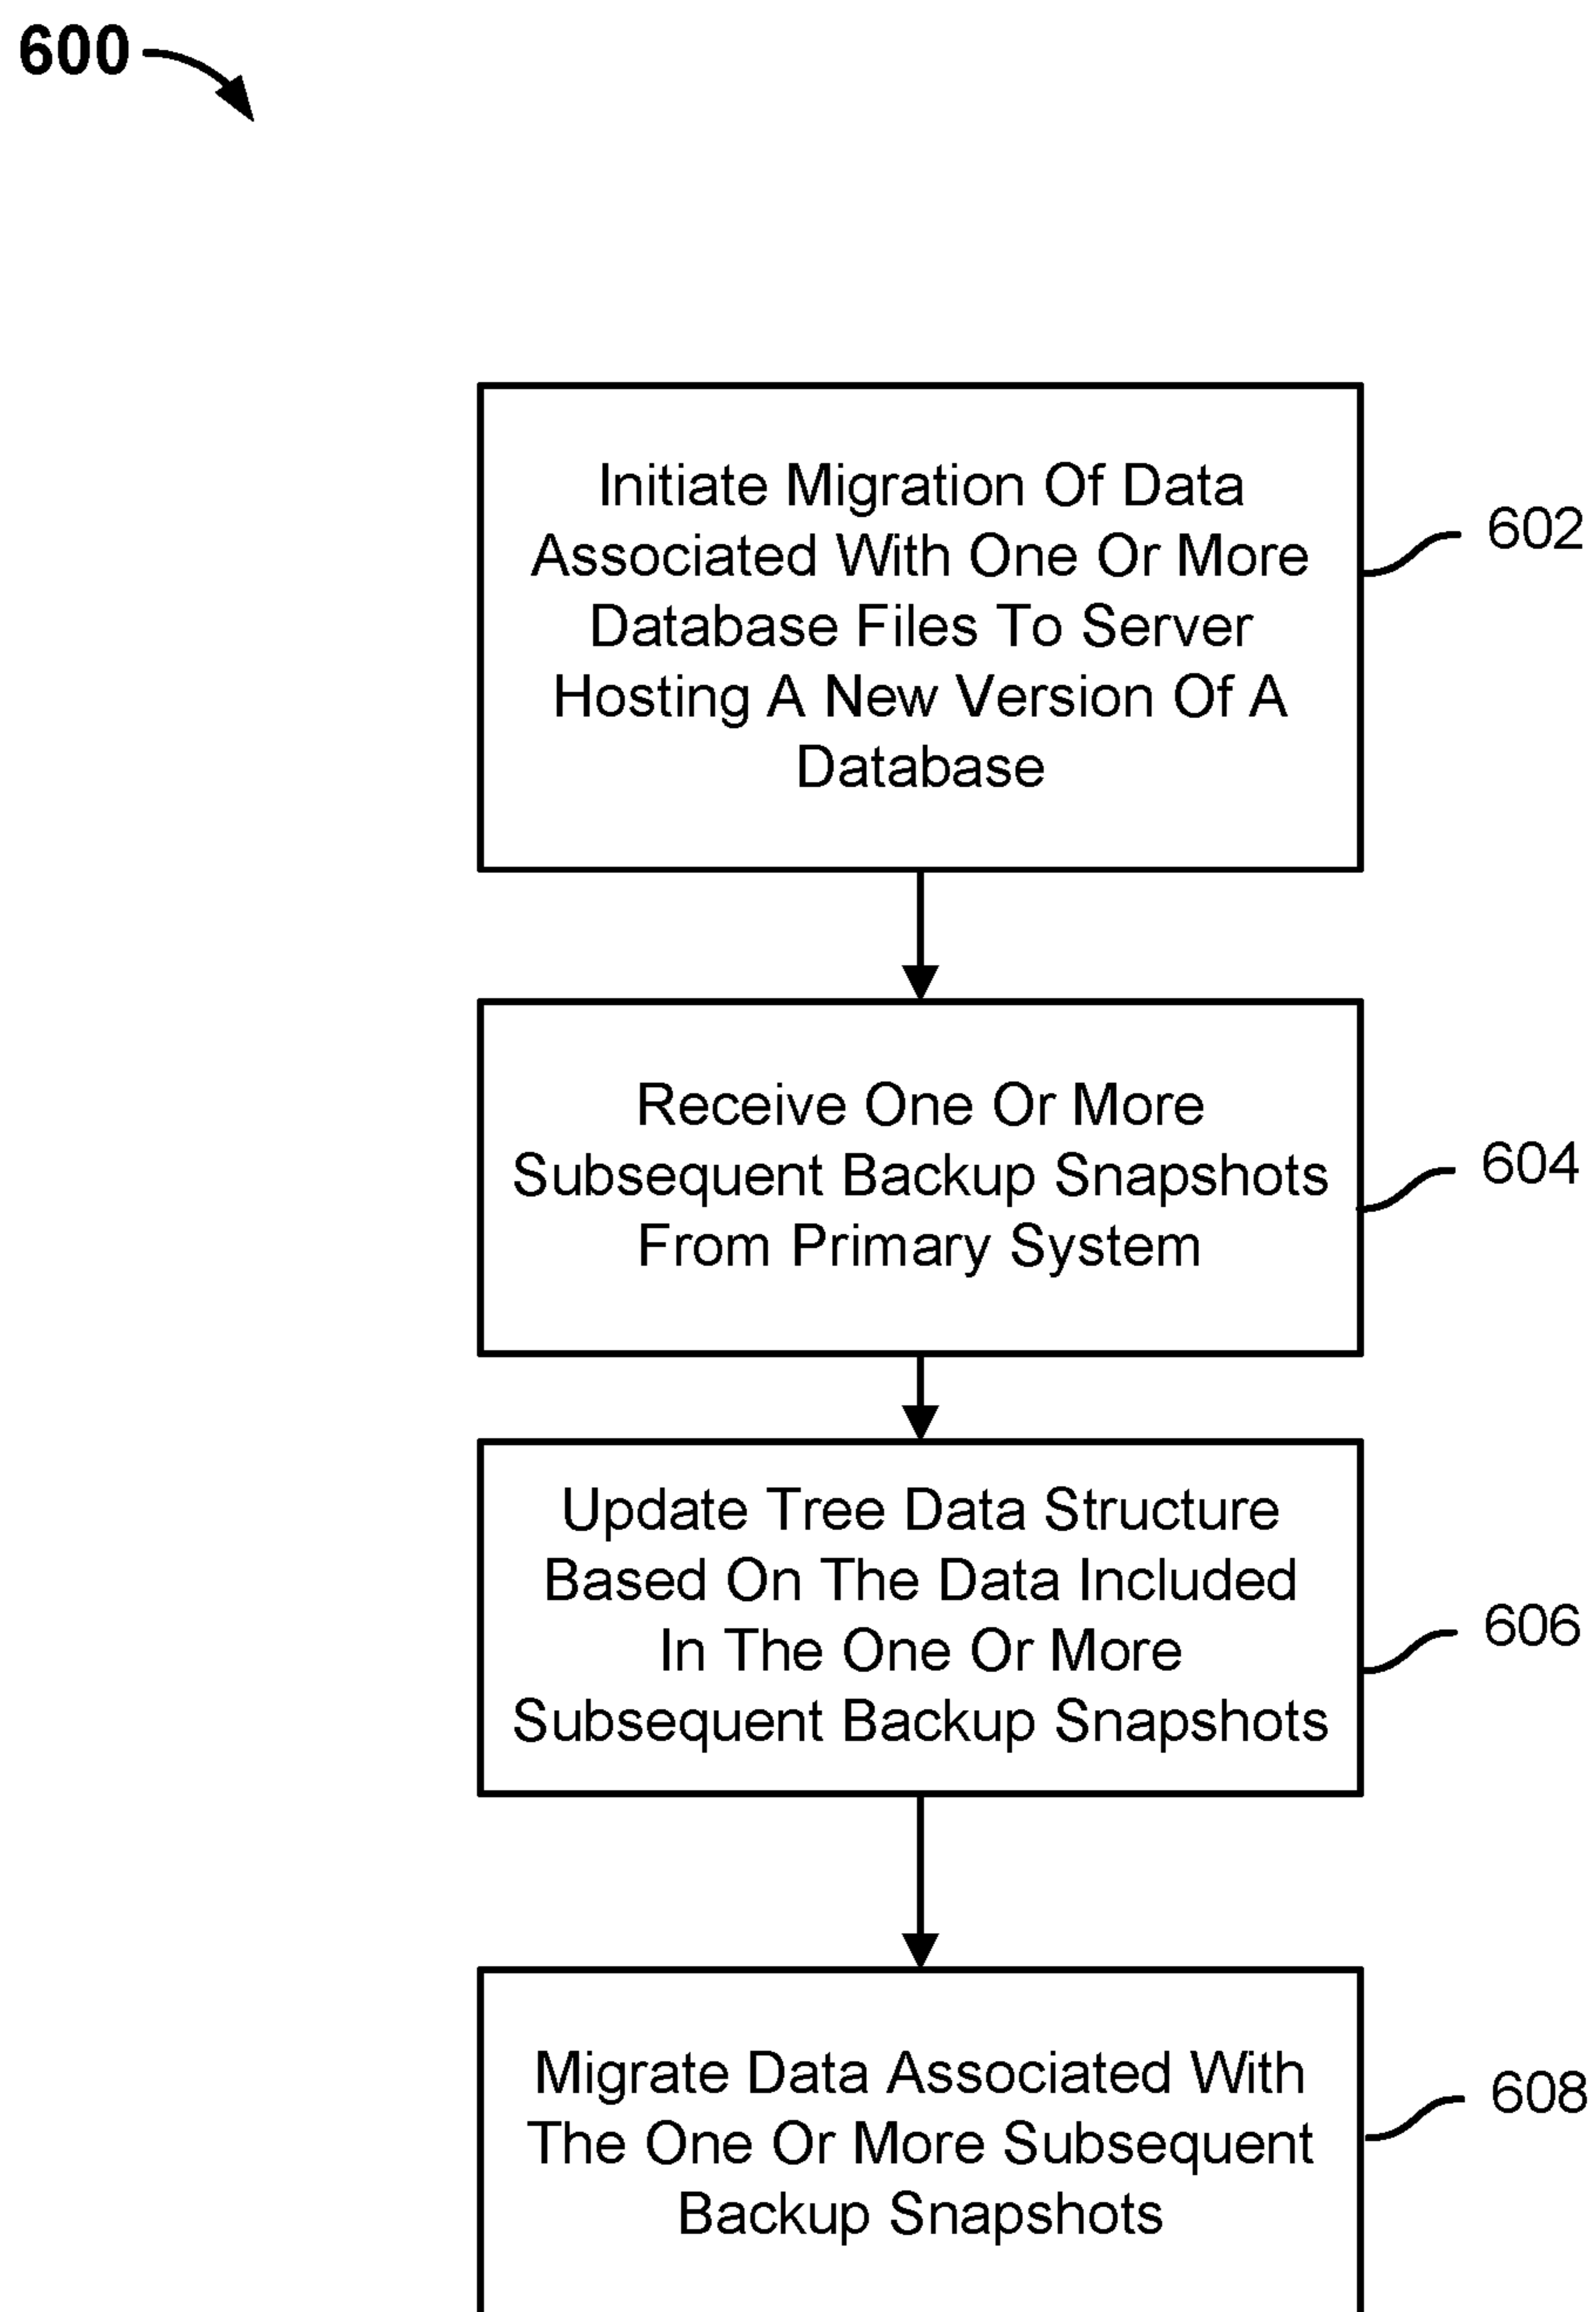 600
Initiate Migration Of Data
Associated With One Or More
Database Files To Server
Hosting A New Version Of A
Database
602
Receive One Or More
Subsequent Backup Snapshots
From Primary System
604
Update Tree Data Structure
Based On The Data Included
In The One Or More
Subsequent Backup Snapshots
606
Migrate Data Associated With
The One Or More Subsequent
Backup Snapshots
608